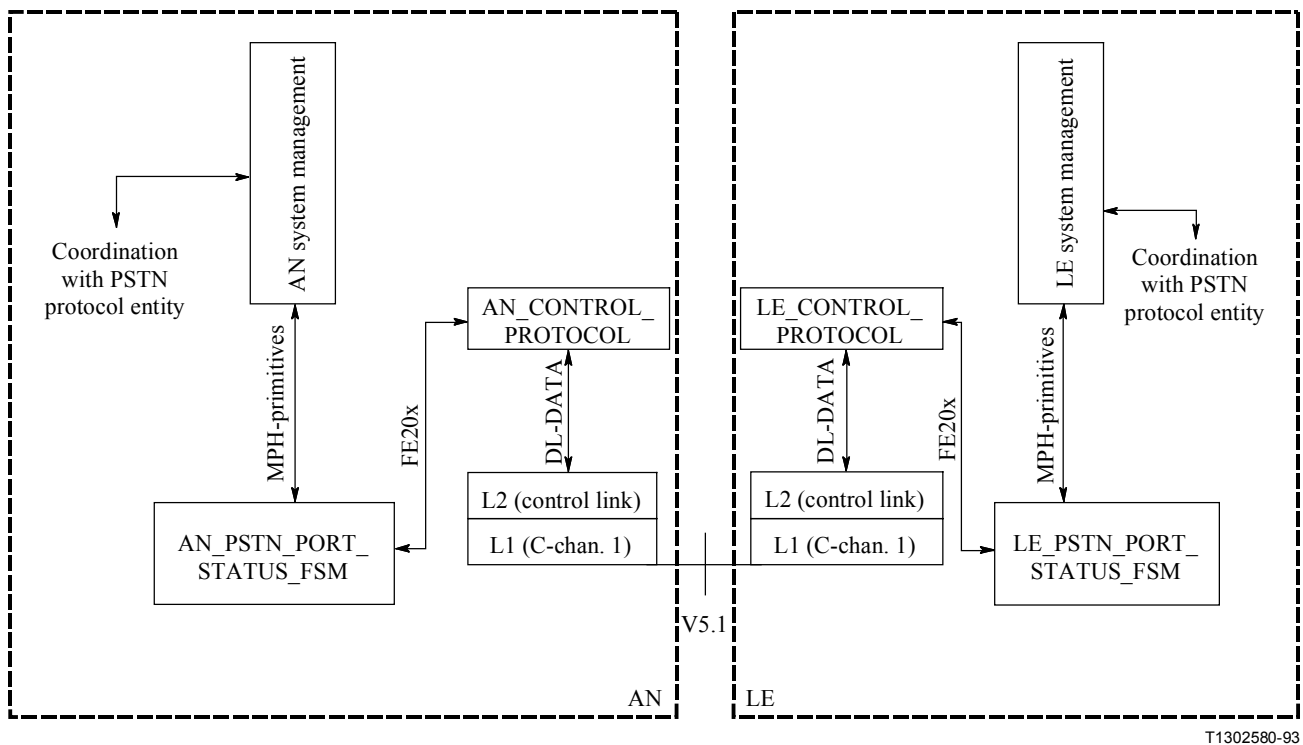 AN system management
Coordination
with PSTN
protocol entity
MPH-primitives
FE20x
AN_CONTROL_
PROTOCOL
DL-DATA
L2 (control link)
L1 (C-chan. 1)
AN_PSTN_PORT_
STATUS_FSM
AN
V5.1
LE system management
Coordination
with PSTN
protocol entity
LE_CONTROL_
PROTOCOL
DL-DATA
FE20x
MPH-primitives
L2 (control link)
L1 (C-chan. 1)
LE_PSTN_PORT_
STATUS_FSM
LE
T1302580-93